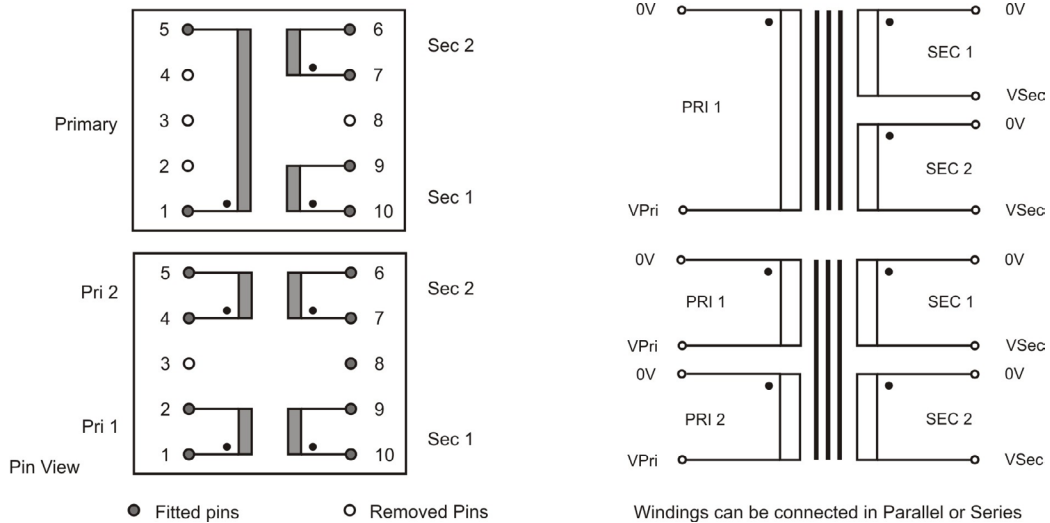 5 6
Sec 2
4 7
Primary
3 8
2 9
Sec 1
1 10
5 6
Pri 2
Sec 2
4 7
3 8
2 9
Pri 1
Sec 1
1 10
Pin View
Fitted pins
Removed Pins
0V 0V
SEC 1
PRI 1
VSec
0V
SEC 2
VPri VSec
0V 0V
PRI 1 SEC 1
VPri VSec
0V 0V
PRI 2 SEC 2
VPri VSec
Windings can be connected in Parallel or Series